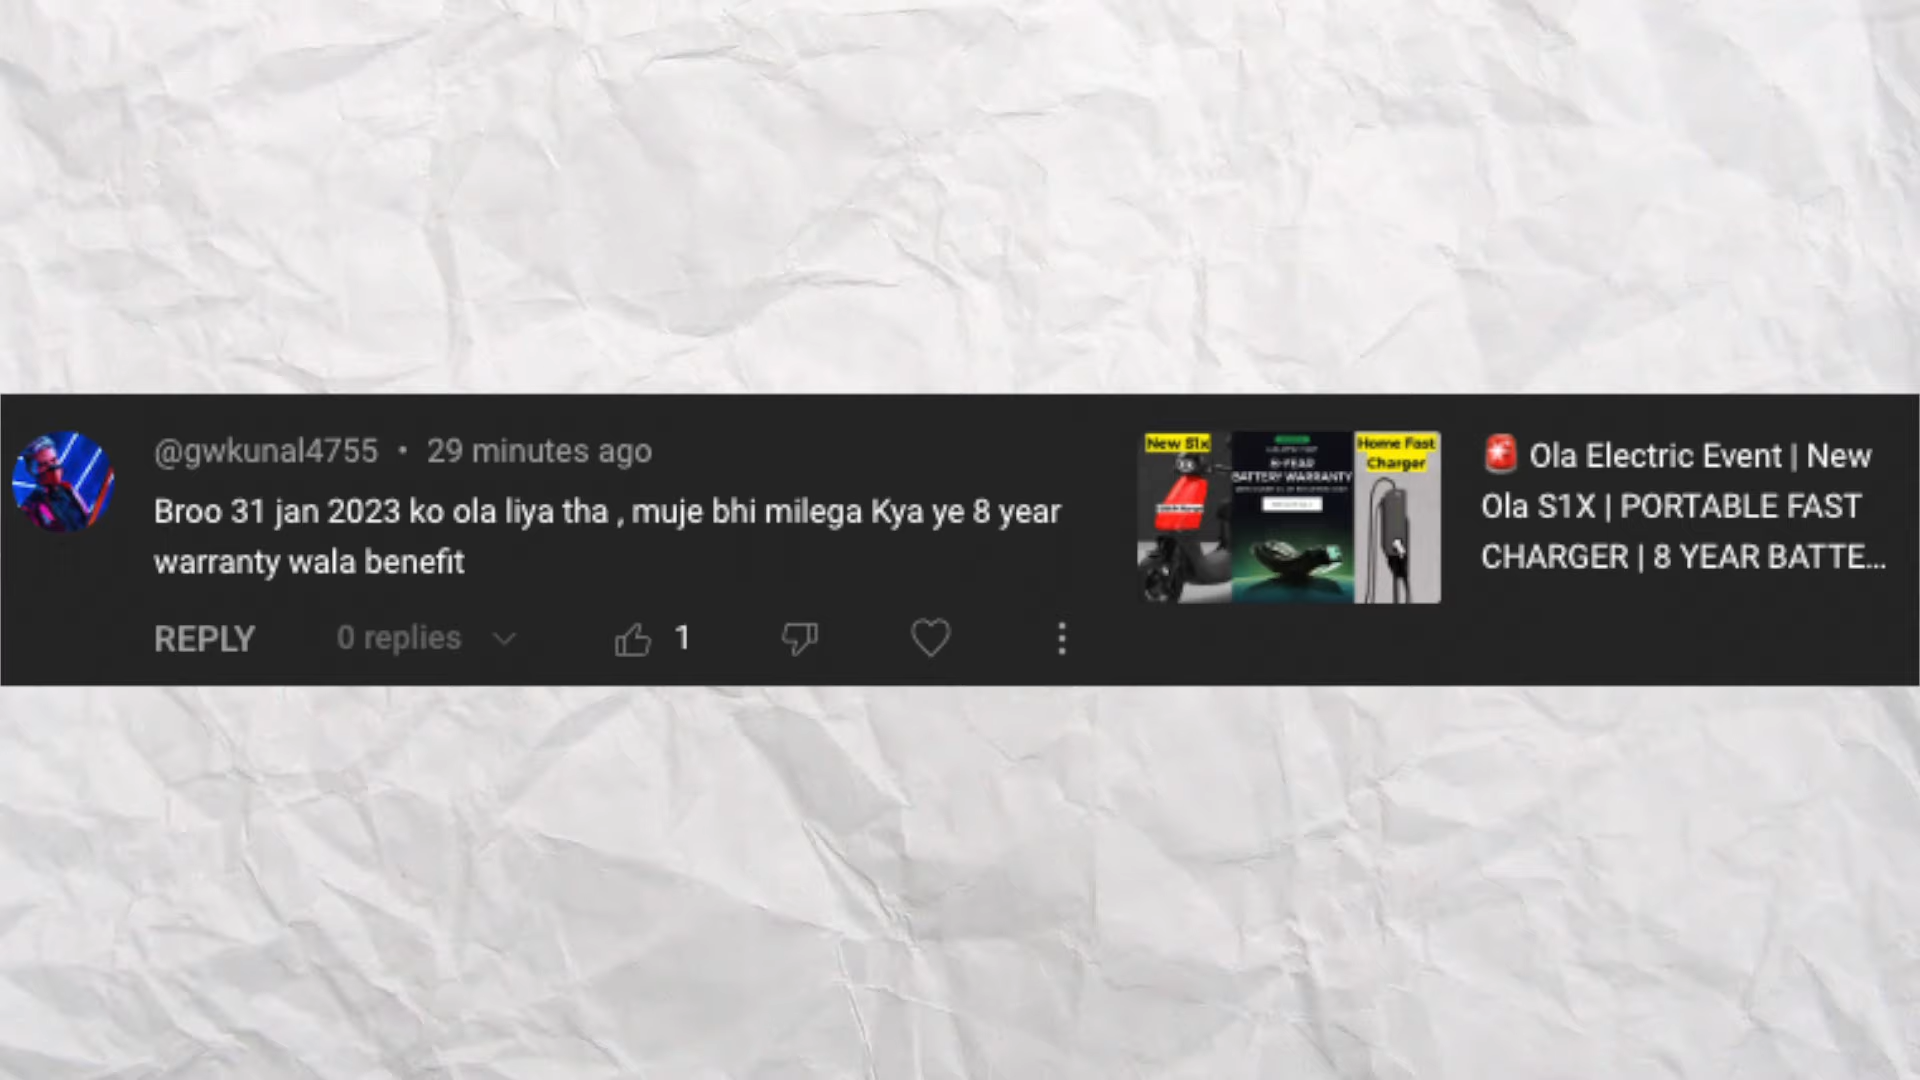 @gwkunal4755 • 29 minutes ago
Broo 31 jan 2023 ko ola liya tha , muje bhi milega Kya ye 8 year
warranty wala benefit
REPLY 0 replies 1
New S1x
8-YEAR
BATTERY WARRANTY
Home Fast
Charger
Ola Electric Event | New
Ola S1X | PORTABLE FAST
CHARGER | 8 YEAR BATTE...